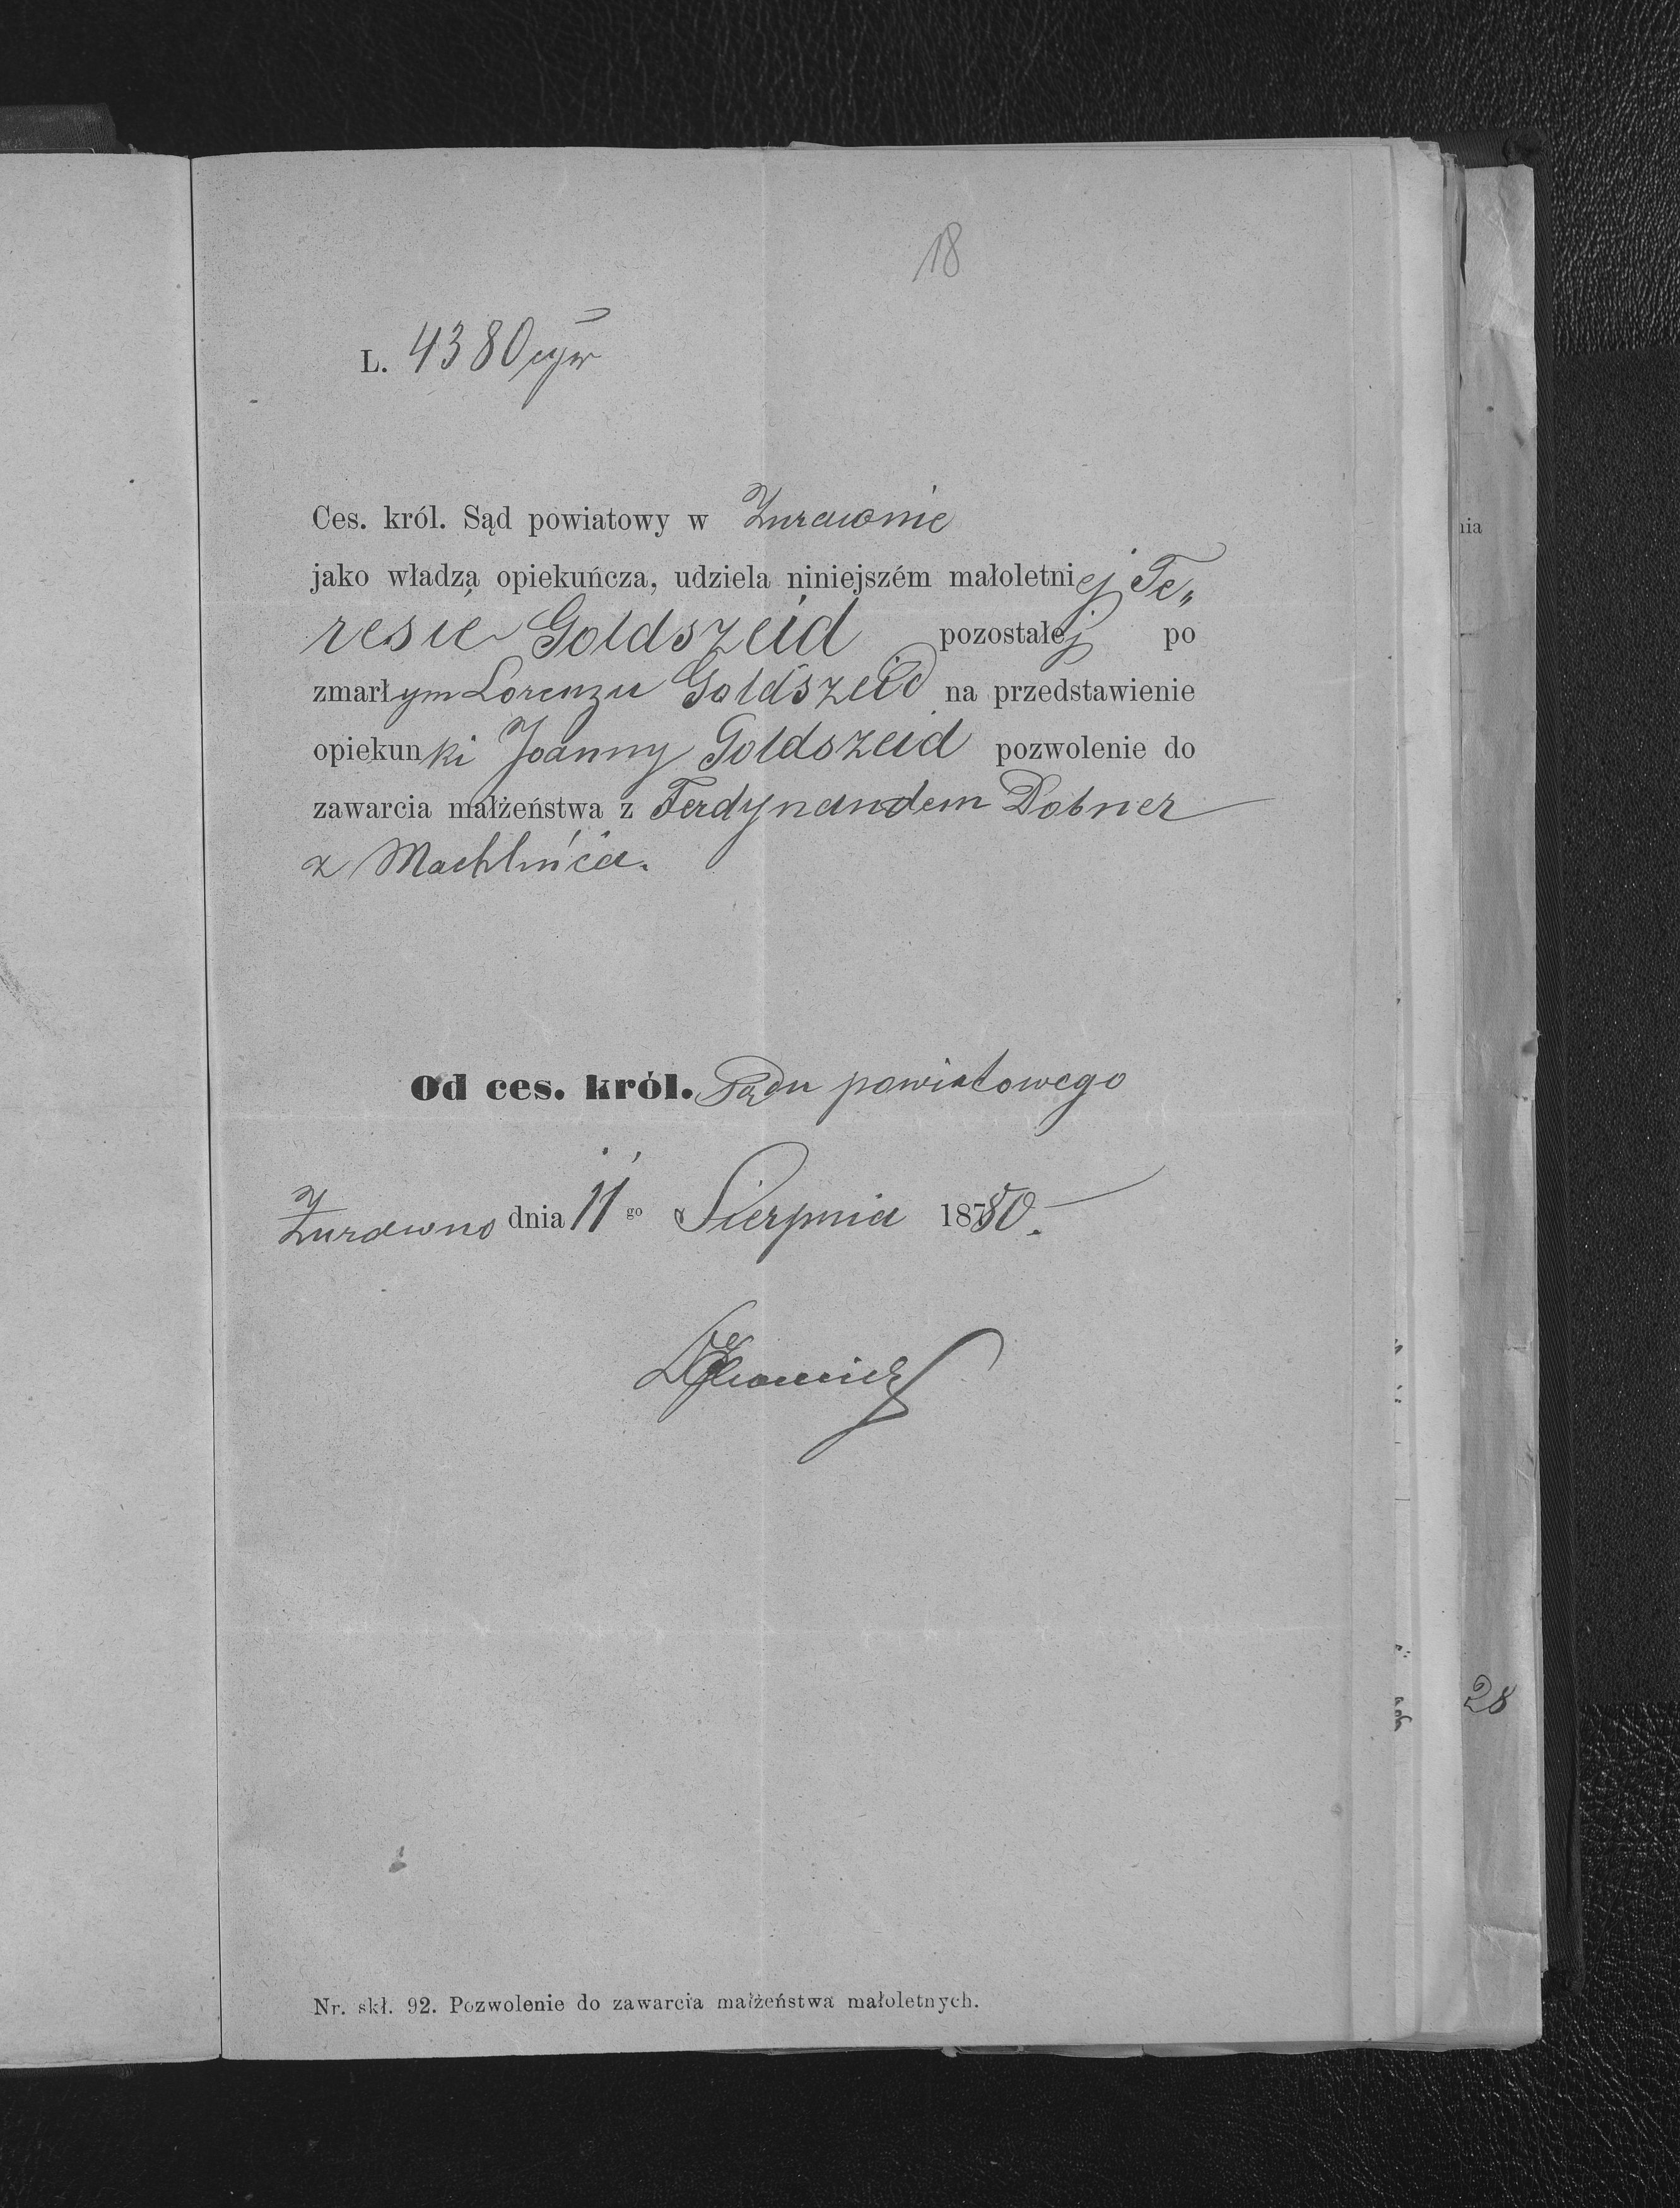 18
L. 4380 cyw
Ces. król. Sąd powiatowy w Żurawnie
jako władza opiekuńcza, udziela niniejszém małoletniej Te„
resie Goldszeid pozostałej po
zmarłym Lorenzu Goldszeid na przedstawienie
opiekunki Joanny Goldszeid pozwolenie do
zawarcia małżeństwa z Ferdynandem Dobner
z Machlińca.
Od ces. król. Sądu powiatowego
Żurawno dnia 11 go Sierpnia 1880.
Nr. skł. 92. Pozwolenie do zawarcia małżeństwa małoletnych.
nia
28